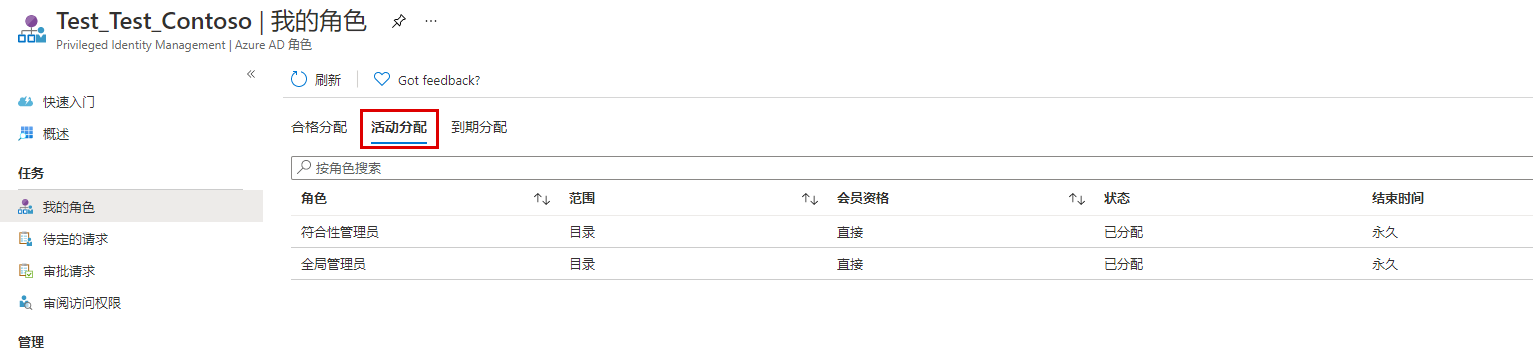 Test_Test_Contoso | 我的角色
Privileged Identity Management | Azure AD 角色
刷新 Got feedback?
快速入门
概述
任务
我的角色
待定的请求
审批请求
审阅访问权限
管理
合格分配 活动分配 到期分配
按角色搜索
角色 范围 会员资格 状态 结束时间
符合性管理员 目录 直接 已分配 永久
全局管理员 目录 直接 已分配 永久